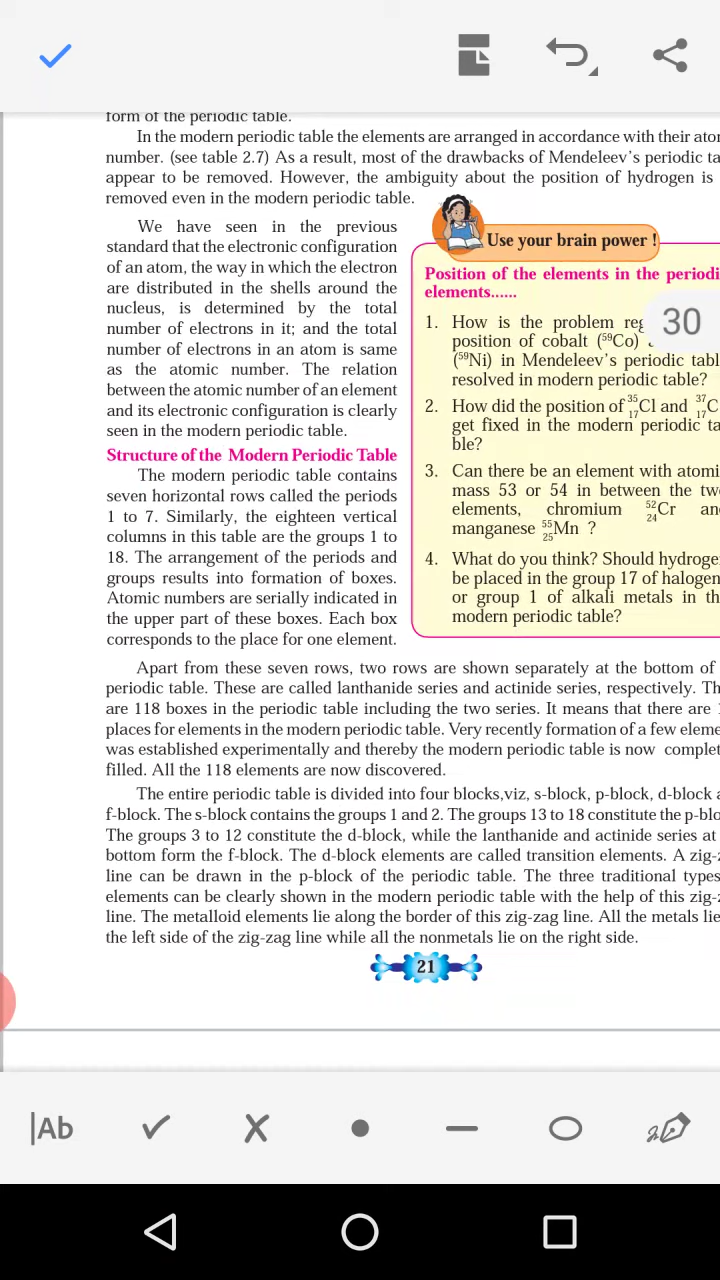 form of the periodic table.
In the modern periodic table the elements are arranged in accordance with their
number. (see table 2.7) As a result, most of the drawbacks of Mendeleev's periodic
appear to be removed. However, the ambiguity about the position of hydrogen is
removed even in the modern periodic table.
We have seen in the previous
standard that the electronic configuration
of an atom, the way in which the electron
are distributed in the shells around the
nucleus, is determined by the total
number of electrons in it; and the total
number of electrons in an atom is same
as the atomic number. The relation
between the atomic number of an element
and its electronic configuration is clearly
seen in the modern periodic table.
Structure of the Modern Periodic Table
The modern periodic table contains
seven horizontal rows called the periods
1 to 7. Similarly, the eighteen vertical
columns in this table are the groups 1 to
18. The arrangement of the periods and
groups results into formation of boxes.
Atomic numbers are serially indicated in
the upper part of these boxes. Each box
corresponds to the place for one element.
Use your brain power !
Position of the elements in the
elements......
30
1. How is the problem
position of cobalt (⁵⁹Co)
(⁵⁹Ni) in Mendeleev's periodic
resolved in modern periodic table?
2. How did the position of ³⁵₁₇Cl and ³⁷₁₇C
get fixed in the modern periodic ta-
ble?
3. Can there be an element with
mass 53 or 54 in between the
elements, chromium ⁵²₂₄Cr
manganese ⁵⁵₂₅Mn ?
4. What do you think? Should
be placed in the group 17 of
or group 1 of alkali metals in
modern periodic table?
Apart from these seven rows, two rows are shown separately at the bottom of
periodic table. These are called lanthanide series and actinide series, respectively.
are 118 boxes in the periodic table including the two series. It means that there are
places for elements in the modern periodic table. Very recently formation of a few
was established experimentally and thereby the modern periodic table is now
filled. All the 118 elements are now discovered.
The entire periodic table is divided into four blocks,viz, s-block, p-block, d-block
f-block. The s-block contains the groups 1 and 2. The groups 13 to 18 constitute the
The groups 3 to 12 constitute the d-block, while the lanthanide and actinide series at
bottom form the f-block. The d-block elements are called transition elements. A
line can be drawn in the p-block of the periodic table. The three traditional types
elements can be clearly shown in the modern periodic table with the help of this
line. The metalloid elements lie along the border of this zig-zag line. All the metals lie
the left side of the zig-zag line while all the nonmetals lie on the right side.
21
Ab